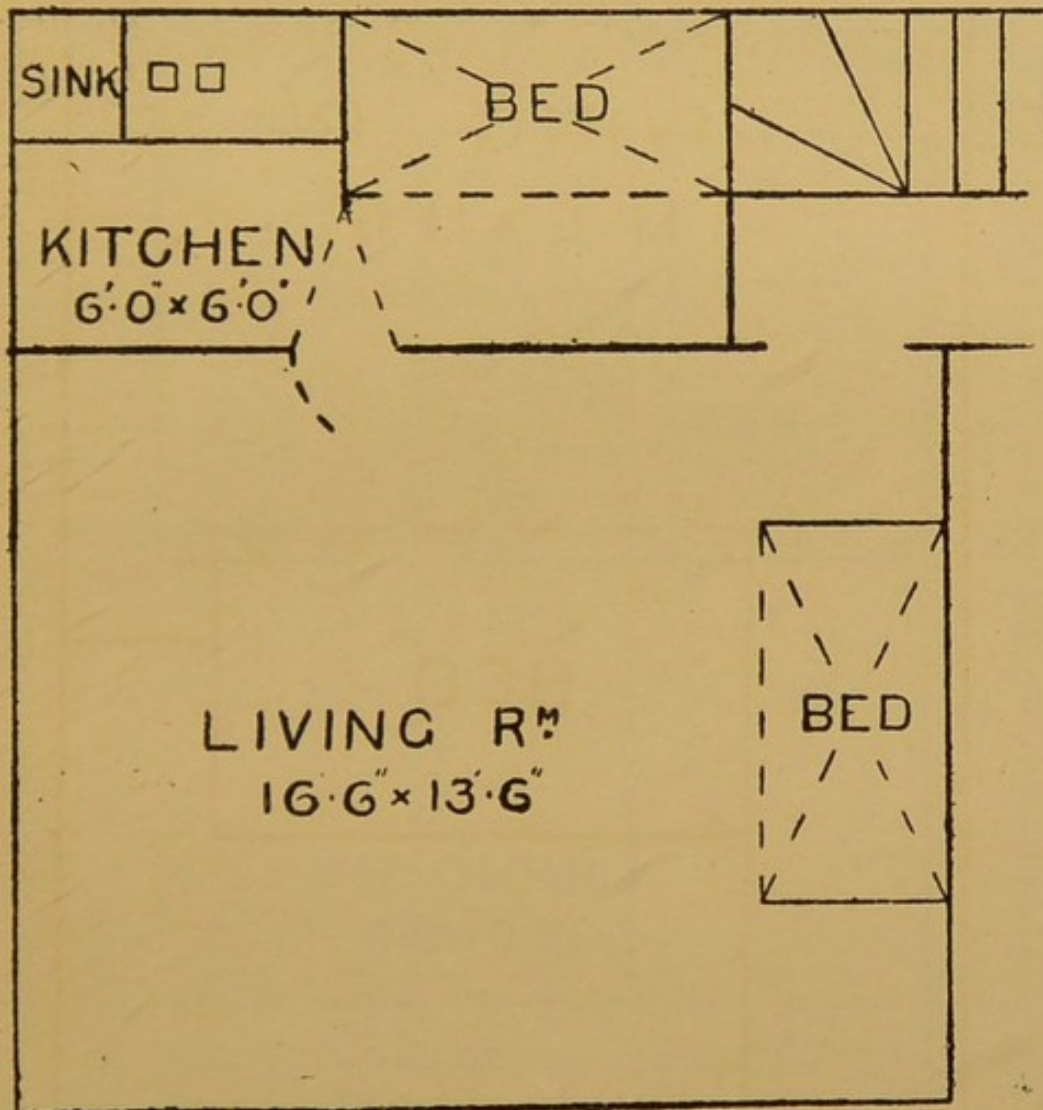 SINK
BED
KITCHEN
6'·0" × 6'·0"
LIVING Rᴹ.
16·6" × 13'·6"
BED